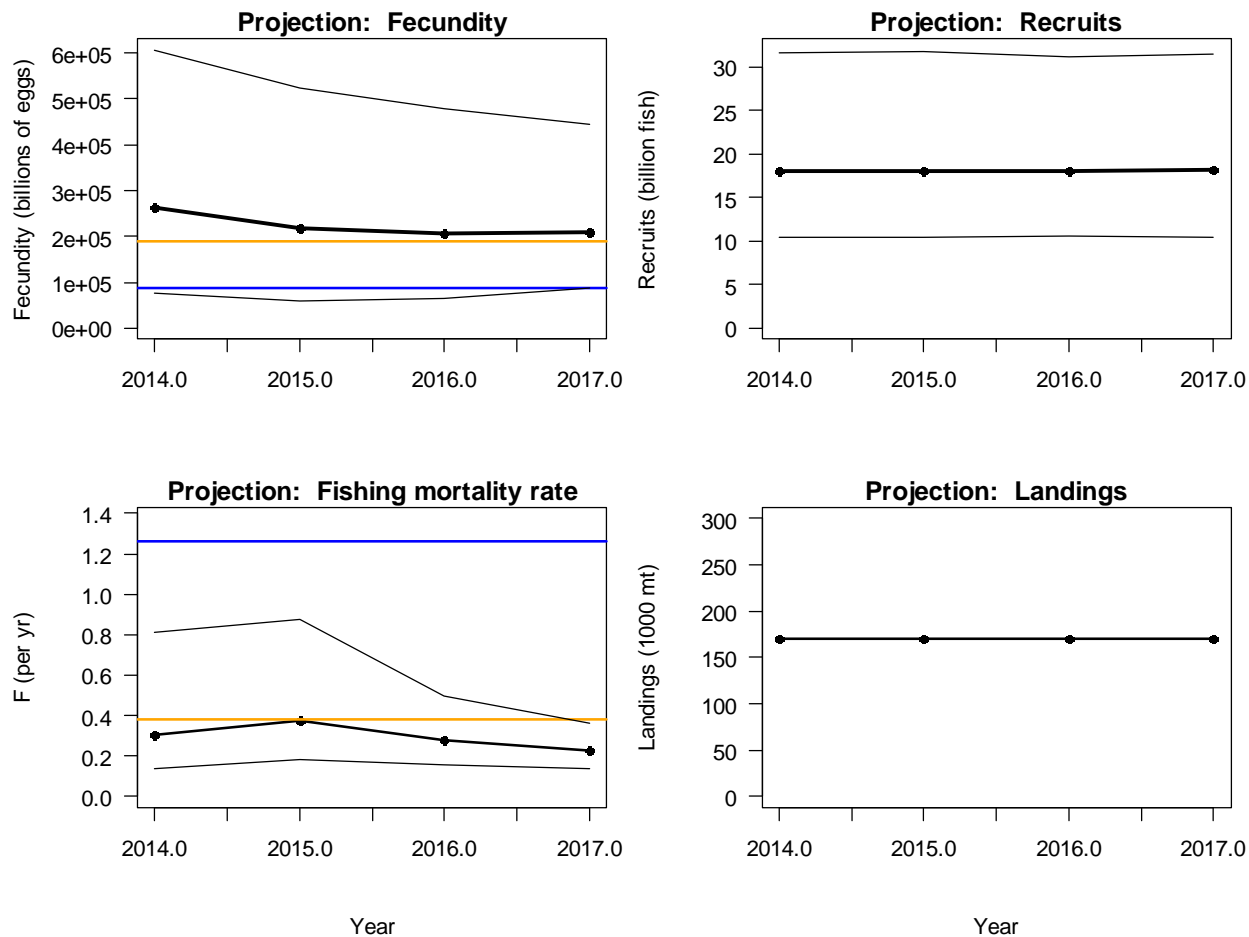 Projection: Fecundity
Fecundity (billions of eggs)
6e+05
5e+05
4e+05
3e+05
2e+05
1e+05
0e+00
2014.0 2015.0 2016.0 2017.0
Projection: Recruits
Recruits (billion fish)
30
25
20
15
10
5
0
2014.0 2015.0 2016.0 2017.0
Projection: Fishing mortality rate
F (per yr)
1.4
1.2
1.0
0.8
0.6
0.4
0.2
0.0
2014.0 2015.0 2016.0 2017.0
Year
Projection: Landings
Landings (1000 mt)
300
250
200
150
100
50
0
2014.0 2015.0 2016.0 2017.0
Year